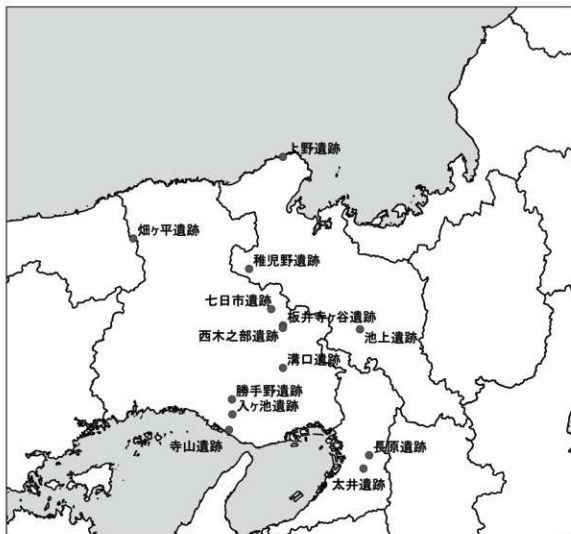 上野遺跡
畑ヶ平遺跡
稚児野遺跡
七日市遺跡
板井寺ヶ谷遺跡
西木之部遺跡
池上遺跡
溝口遺跡
勝手野遺跡
入ヶ池遺跡
寺山遺跡
長原遺跡
太井遺跡